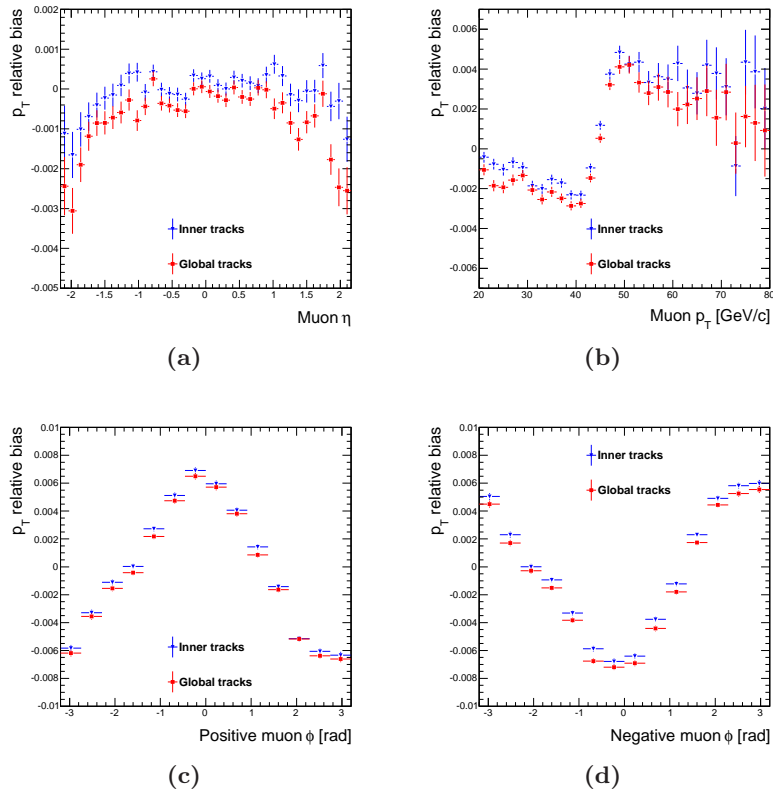 p_T relative bias
0.002
0.001
0
-0.001
-0.002
-0.003
-0.004
-0.005
Inner tracks
Global tracks
-2 -1.5 -1 -0.5 0 0.5 1 1.5 2
Muon η
(a)
p_T relative bias
0.006
0.004
0.002
0
-0.002
-0.004
-0.006
Inner tracks
Global tracks
20 30 40 50 60 70 80
Muon p_T [GeV/c]
(b)
p_T relative bias
0.01
0.008
0.006
0.004
0.002
0
-0.002
-0.004
-0.006
-0.008
-0.01
Inner tracks
Global tracks
-3 -2 -1 0 1 2 3
Positive muon ϕ [rad]
(c)
p_T relative bias
0.01
0.008
0.006
0.004
0.002
0
-0.002
-0.004
-0.006
-0.008
-0.01
Inner tracks
Global tracks
-3 -2 -1 0 1 2 3
Negative muon ϕ [rad]
(d)